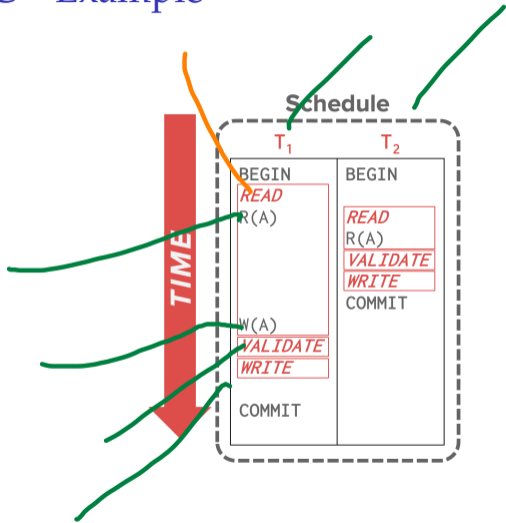 Example
Schedule
TIME
T1
BEGIN
READ
R(A)
W(A)
VALIDATE
WRITE
COMMIT
T2
BEGIN
READ
R(A)
VALIDATE
WRITE
COMMIT